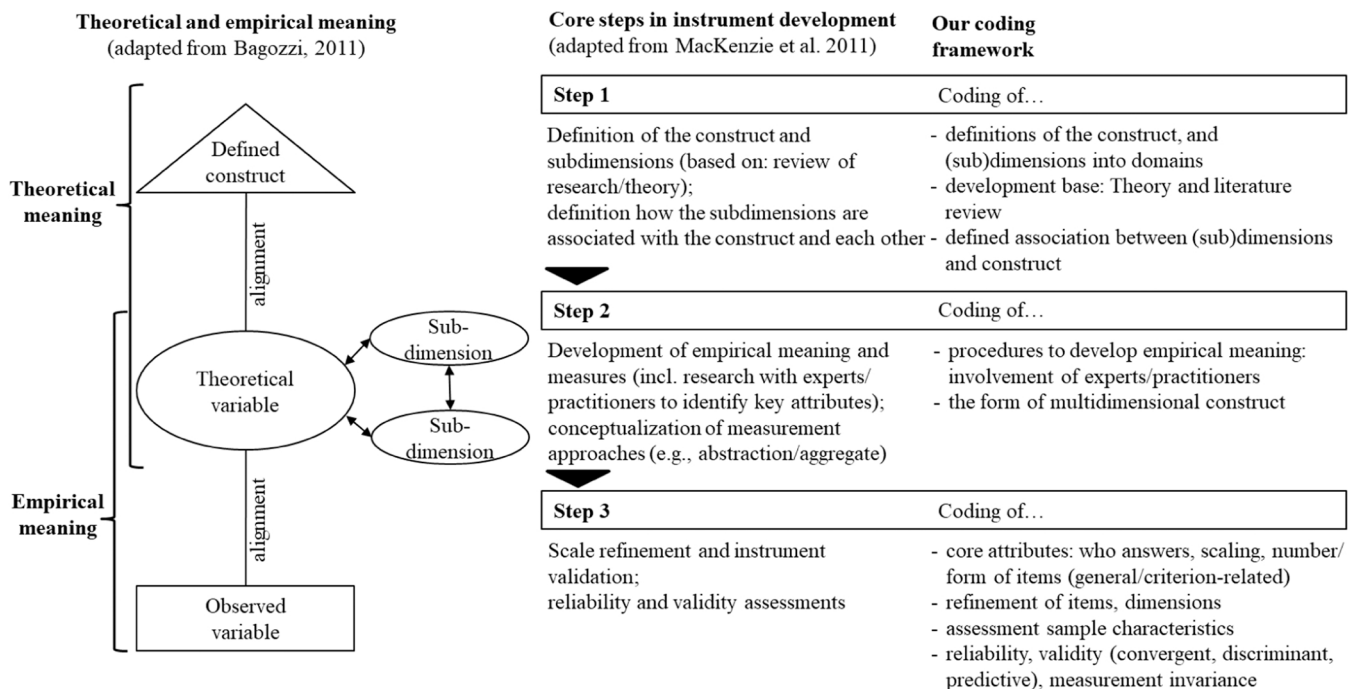 Theoretical and empirical meaning
(adapted from Bagozzi, 2011)
Theoretical
meaning
Empirical
meaning
Defined
construct
alignment
Theoretical
variable
Sub-
dimension
Sub-
dimension
alignment
Observed
variable
Core steps in instrument development
(adapted from MacKenzie et al. 2011)
Our coding
framework
Step 1
Coding of…
Definition of the construct and
subdimensions (based on: review of
research/theory);
definition how the subdimensions are
associated with the construct and each other
- definitions of the construct, and
(sub)dimensions into domains
- development base: Theory and literature
review
- defined association between (sub)dimensions
and construct
Step 2
Coding of…
Development of empirical meaning and
measures (incl. research with experts/
practitioners to identify key attributes);
conceptualization of measurement
approaches (e.g., abstraction/aggregate)
- procedures to develop empirical meaning:
involvement of experts/practitioners
- the form of multidimensional construct
Step 3
Coding of…
Scale refinement and instrument
validation;
reliability and validity assessments
- core attributes: who answers, scaling, number/
form of items (general/criterion-related)
- refinement of items, dimensions
- assessment sample characteristics
- reliability, validity (convergent, discriminant,
predictive), measurement invariance